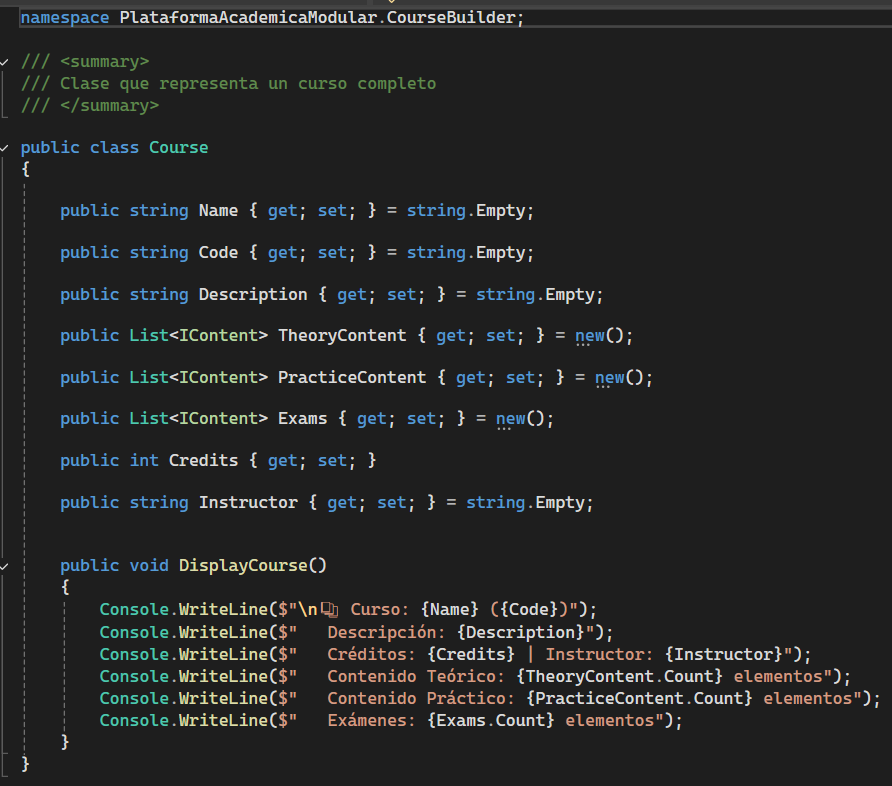 namespace PlataformaAcademicaModular.CourseBuilder;
/// <summary>
/// Clase que representa un curso completo
/// </summary>
public class Course
{
public string Name { get; set; } = string.Empty;
public string Code { get; set; } = string.Empty;
public string Description { get; set; } = string.Empty;
public List<IContent> TheoryContent { get; set; } = new();
public List<IContent> PracticeContent { get; set; } = new();
public List<IContent> Exams { get; set; } = new();
public int Credits { get; set; }
public string Instructor { get; set; } = string.Empty;
public void DisplayCourse()
{
Console.WriteLine($"\n📚 Curso: {Name} ({Code})");
Console.WriteLine($"   Descripción: {Description}");
Console.WriteLine($"   Créditos: {Credits} | Instructor: {Instructor}");
Console.WriteLine($"   Contenido Teórico: {TheoryContent.Count} elementos");
Console.WriteLine($"   Contenido Práctico: {PracticeContent.Count} elementos");
Console.WriteLine($"   Exámenes: {Exams.Count} elementos");
}
}